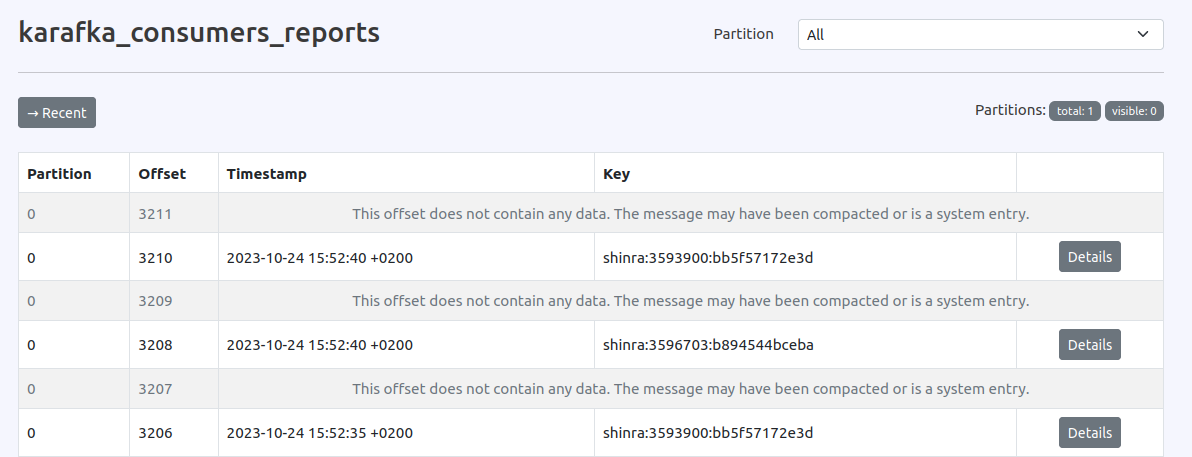 karafka_consumers_reports
Partition All
→ Recent
Partitions: total: 1 visible: 0
Partition Offset Timestamp Key
0 3211 This offset does not contain any data. The message may have been compacted or is a system entry.
0 3210 2023-10-24 15:52:40 +0200 shinra:3593900:bb5f57172e3d Details
0 3209 This offset does not contain any data. The message may have been compacted or is a system entry.
0 3208 2023-10-24 15:52:40 +0200 shinra:3596703:b894544bceba Details
0 3207 This offset does not contain any data. The message may have been compacted or is a system entry.
0 3206 2023-10-24 15:52:35 +0200 shinra:3593900:bb5f57172e3d Details